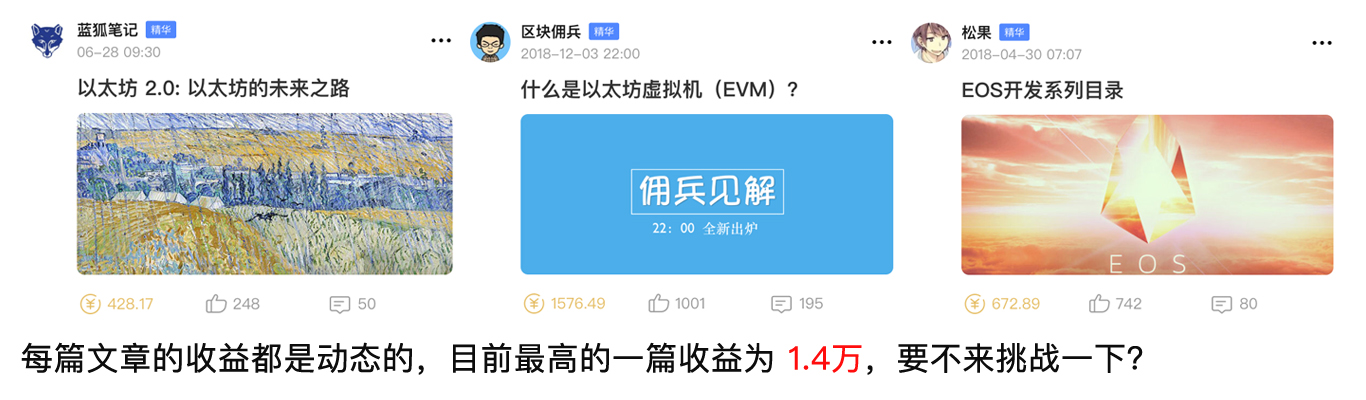 蓝狐笔记 精华
06-28 09:30
以太坊 2.0: 以太坊的未来之路
428.17 248 50
区块佣兵 精华
2018-12-03 22:00
什么是以太坊虚拟机（EVM）?
佣兵见解
22: 00 全新出炉
1576.49 1001 195
松果 精华
2018-04-30 07:07
EOS开发系列目录
EOS
672.89 742 80
每篇文章的收益都是动态的，目前最高的一篇收益为 1.4万，要不来挑战一下?